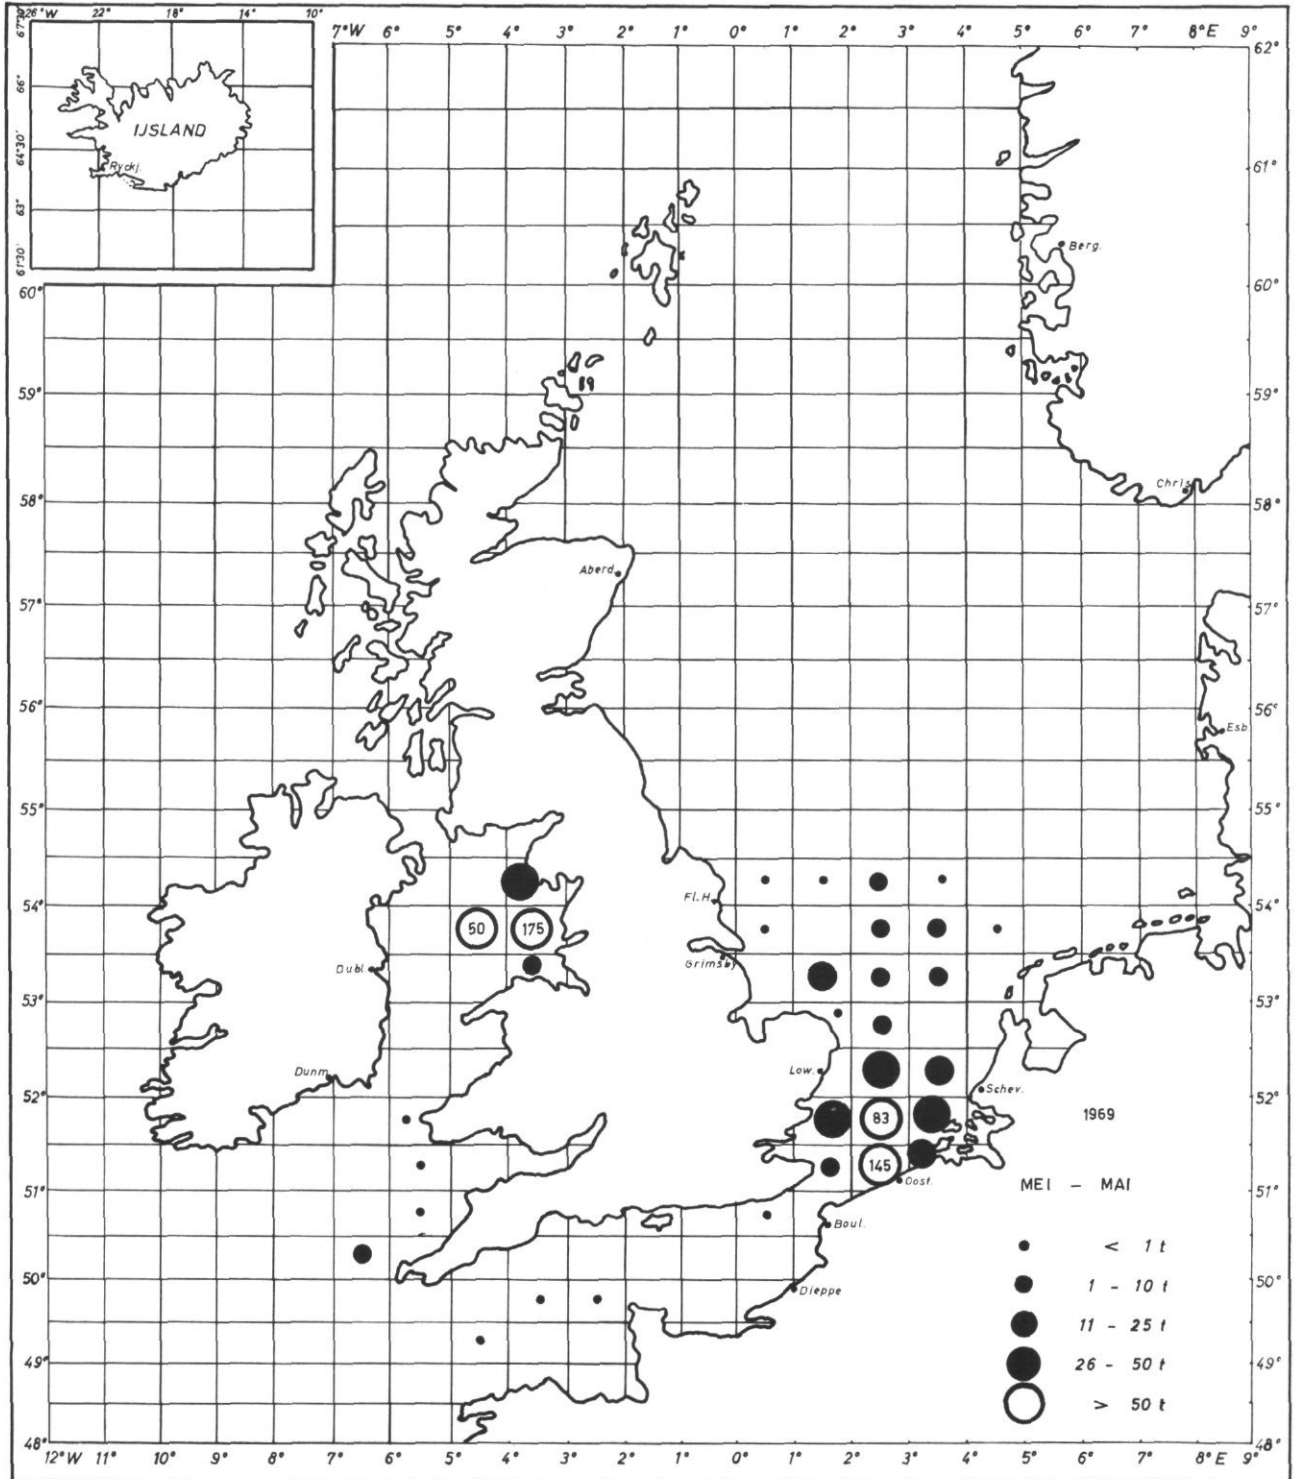 26°W 22° 18° 14° 10°
67°30'
66°
64°30'
63°
61°30'
IJSLAND
Ryckj.
7°W 6° 5° 4° 3° 2° 1° 0° 1° 2° 3° 4° 5° 6° 7° 8°E 9°
62°
61° 61°
Berg.
60° 60°
59° 59°
Chris.
58° 58°
Aberd.
57° 57°
56° 56°
Esb.
55° 55°
Fl.H.
54° 54°
50 175
Dubl.
Grimsby
53° 53°
Dunm. Low. Schev.
52° 52°
83 1969
145
Oost.
51° 51°
MEI - MAI
Boul.
< 1 t
50° Dieppe 1 - 10 t 50°
11 - 25 t
49° 26 - 50 t 49°
> 50 t
48° 48°
12°W 11° 10° 9° 8° 7° 6° 5° 4° 3° 2° 1° 0° 1° 2° 3° 4° 5° 6° 7° 8°E 9°